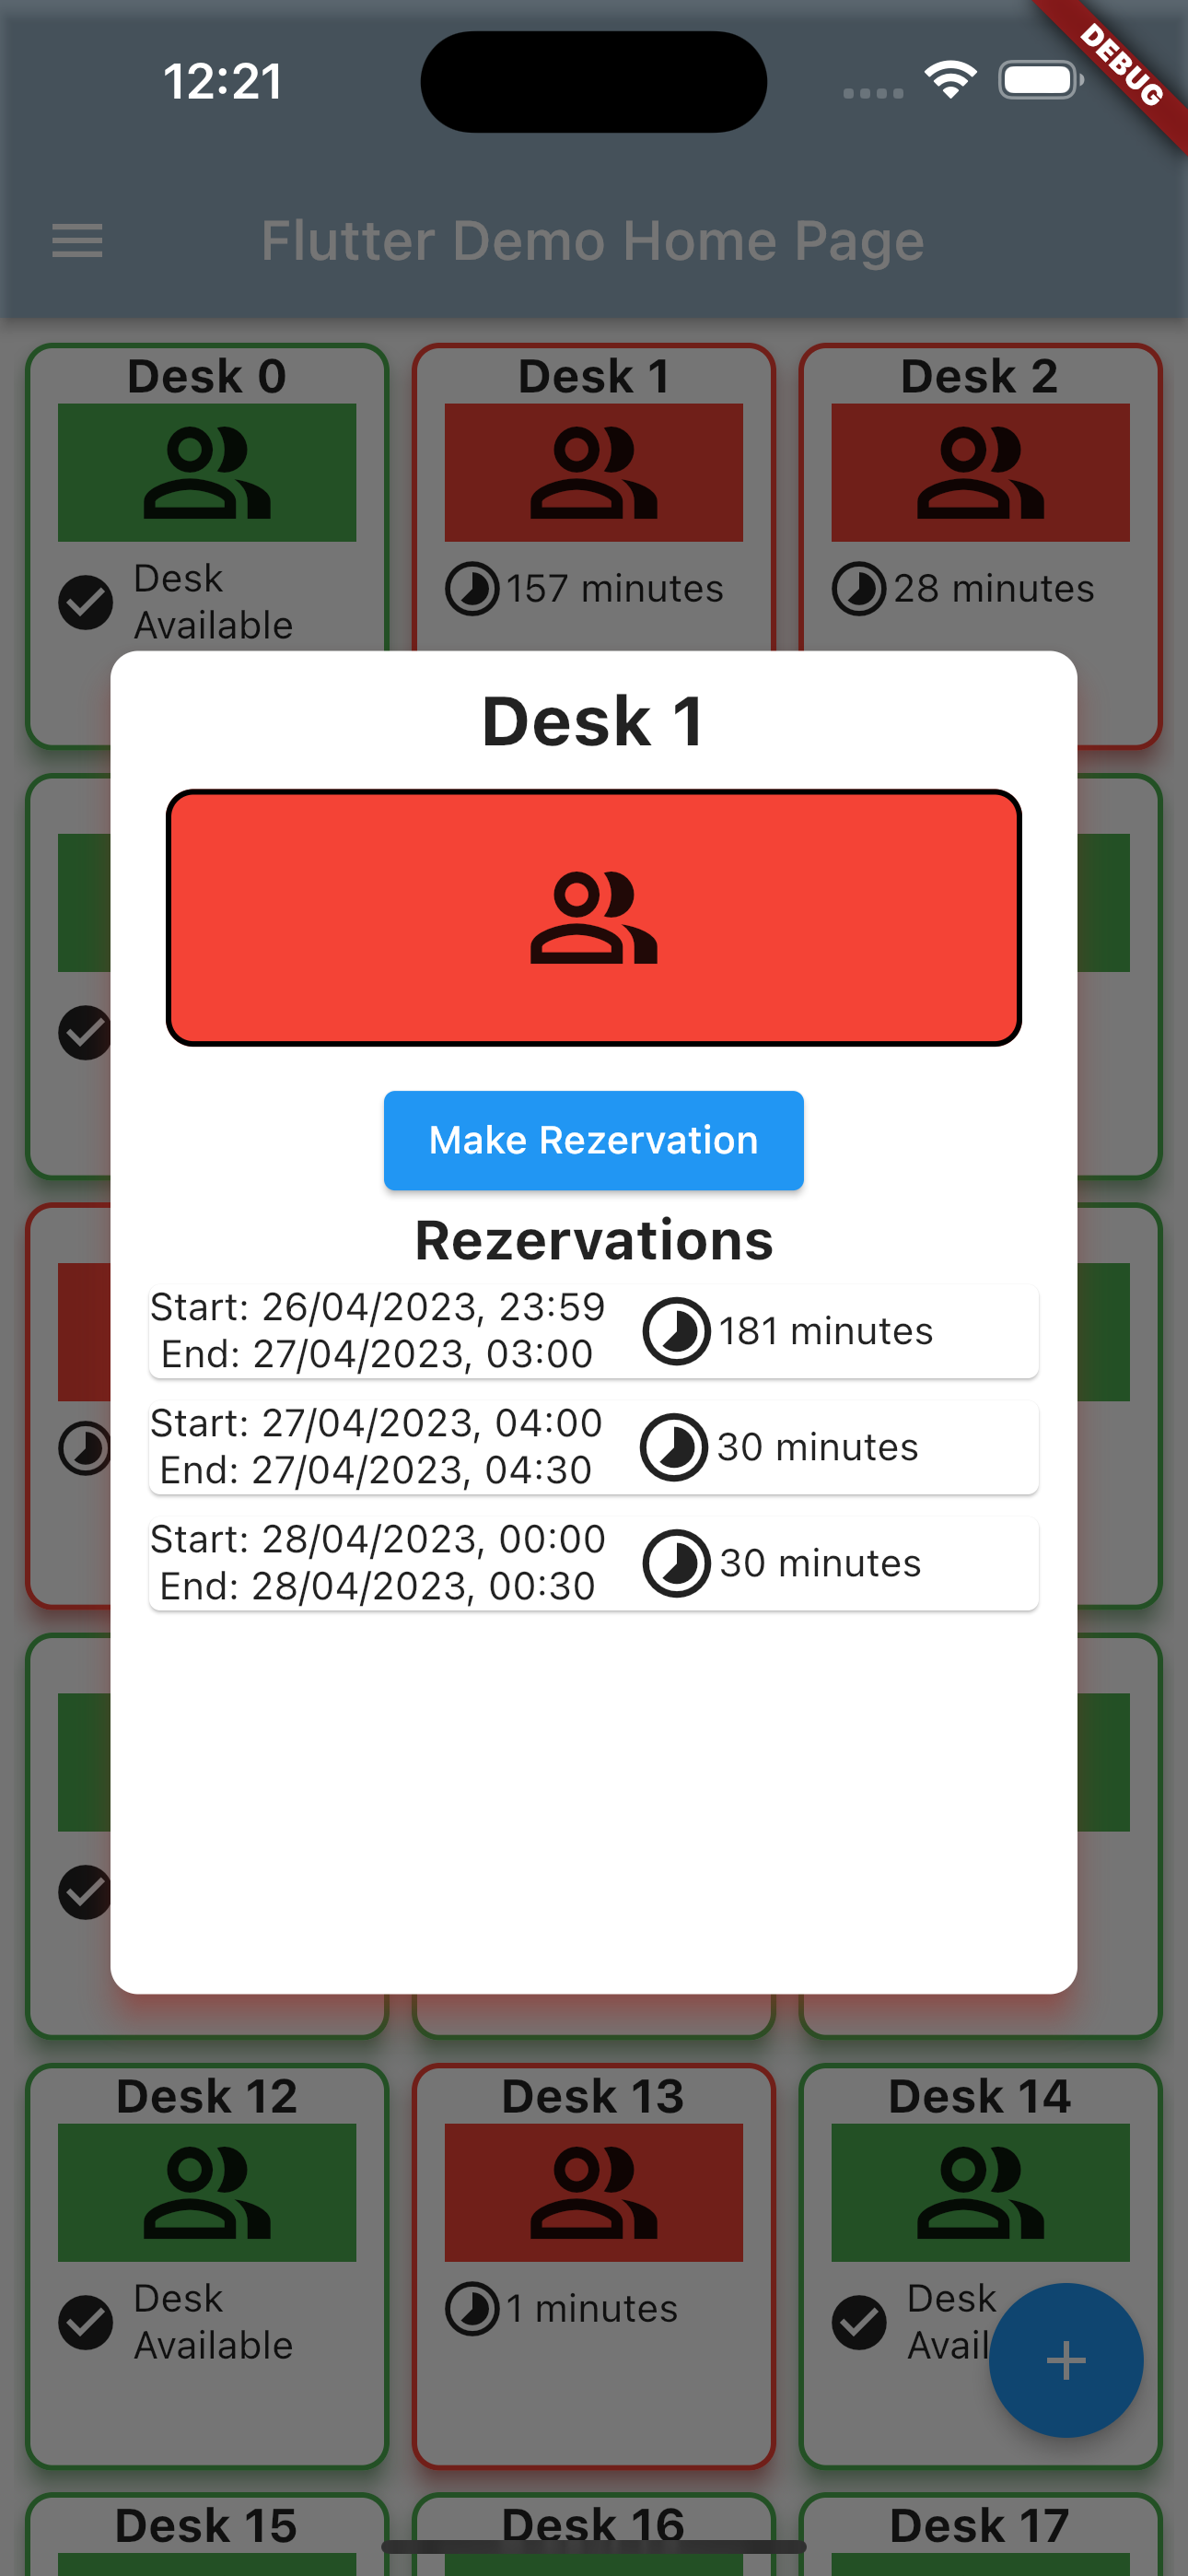 12:21
DEBUG
Flutter Demo Home Page
Desk 0
Desk 1
Desk 2
Desk
Available
157 minutes
28 minutes
Desk 1
Make Rezervation
Rezervations
Start: 26/04/2023, 23:59
End: 27/04/2023, 03:00
181 minutes
Start: 27/04/2023, 04:00
End: 27/04/2023, 04:30
30 minutes
Start: 28/04/2023, 00:00
End: 28/04/2023, 00:30
30 minutes
Desk 12
Desk 13
Desk 14
Desk
Available
1 minutes
Desk
Avail
Desk 15
Desk 16
Desk 17